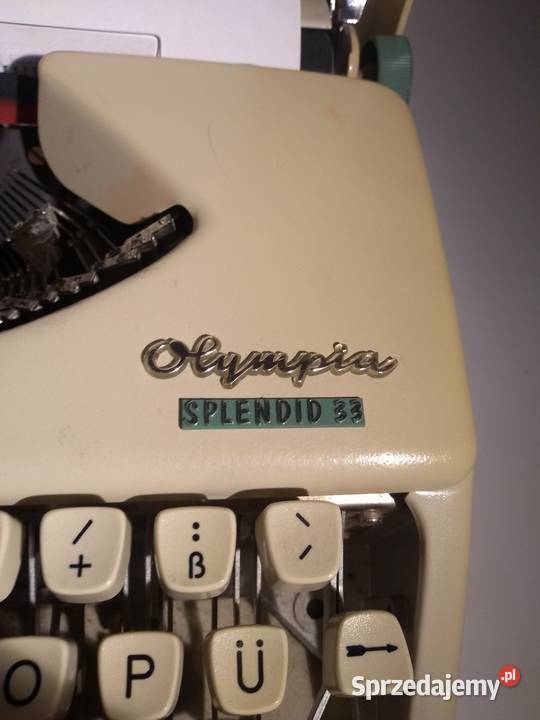 Olympia
SPLENDID 33
/ : `
+ ß ´
O P Ü →
Sprzedajemy.pl